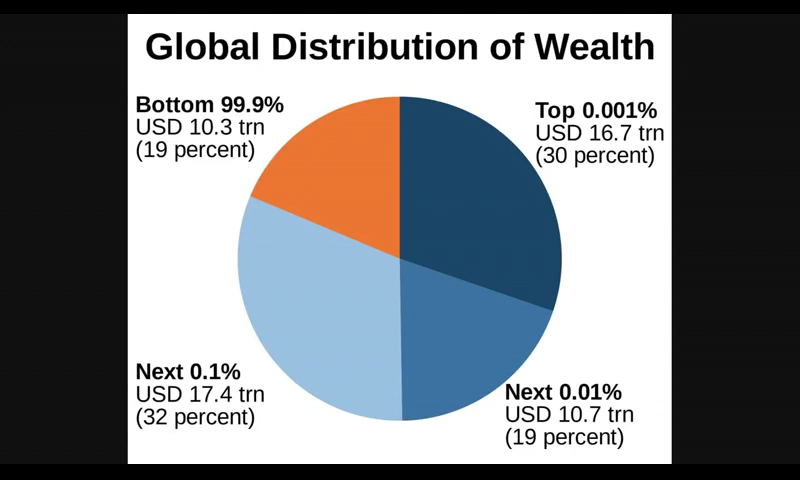 Global Distribution of Wealth
Bottom 99.9%
USD 10.3 trn
(19 percent)
Top 0.001%
USD 16.7 trn
(30 percent)
Next 0.1%
USD 17.4 trn
(32 percent)
Next 0.01%
USD 10.7 trn
(19 percent)